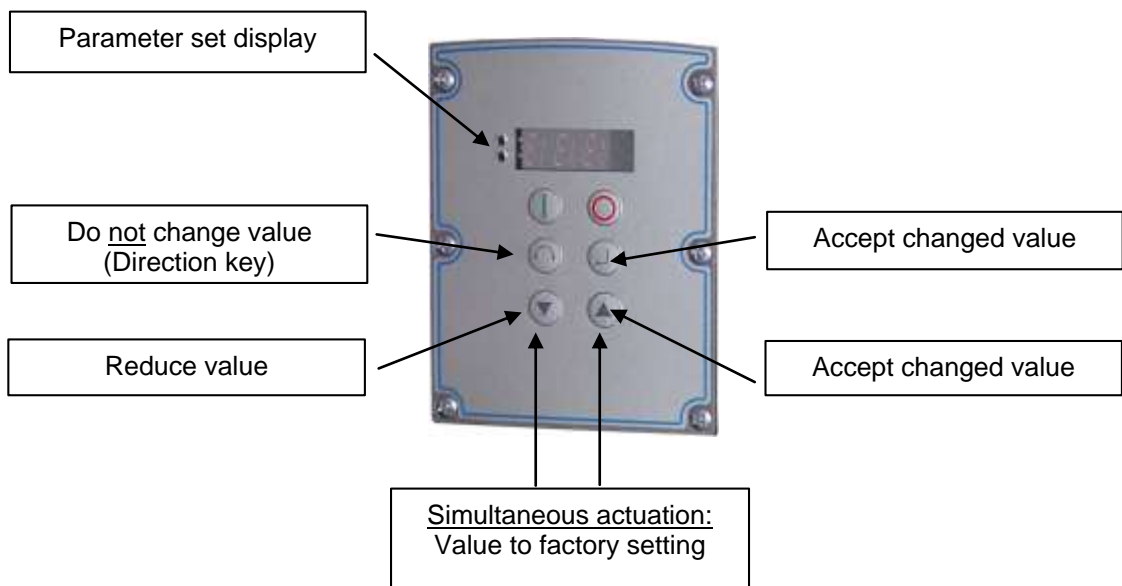 Parameter set display
Do not change value
(Direction key)
Accept changed value
Reduce value
Accept changed value
Simultaneous actuation:
Value to factory setting